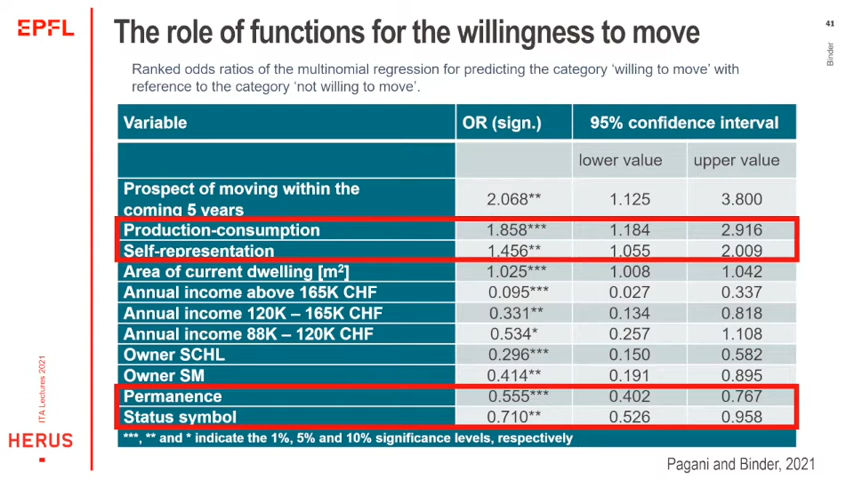 EPFL
The role of functions for the willingness to move
41
Binder
Ranked odds ratios of the multinomial regression for predicting the category ‘willing to move’ with
reference to the category ‘not willing to move’.
Variable OR (sign.) 95% confidence interval
lower value upper value
Prospect of moving within the
coming 5 years 2.068** 1.125 3.800
Production-consumption 1.858*** 1.184 2.916
Self-representation 1.456** 1.055 2.009
Area of current dwelling [m²] 1.025*** 1.008 1.042
Annual income above 165K CHF 0.095*** 0.027 0.337
Annual income 120K – 165K CHF 0.331** 0.134 0.818
Annual income 88K – 120K CHF 0.534* 0.257 1.108
Owner SCHL 0.296*** 0.150 0.582
Owner SM 0.414** 0.191 0.895
Permanence 0.555*** 0.402 0.767
Status symbol 0.710** 0.526 0.958
***, ** and * indicate the 1%, 5% and 10% significance levels, respectively
ITA Lectures 2021
HERUS
Pagani and Binder, 2021